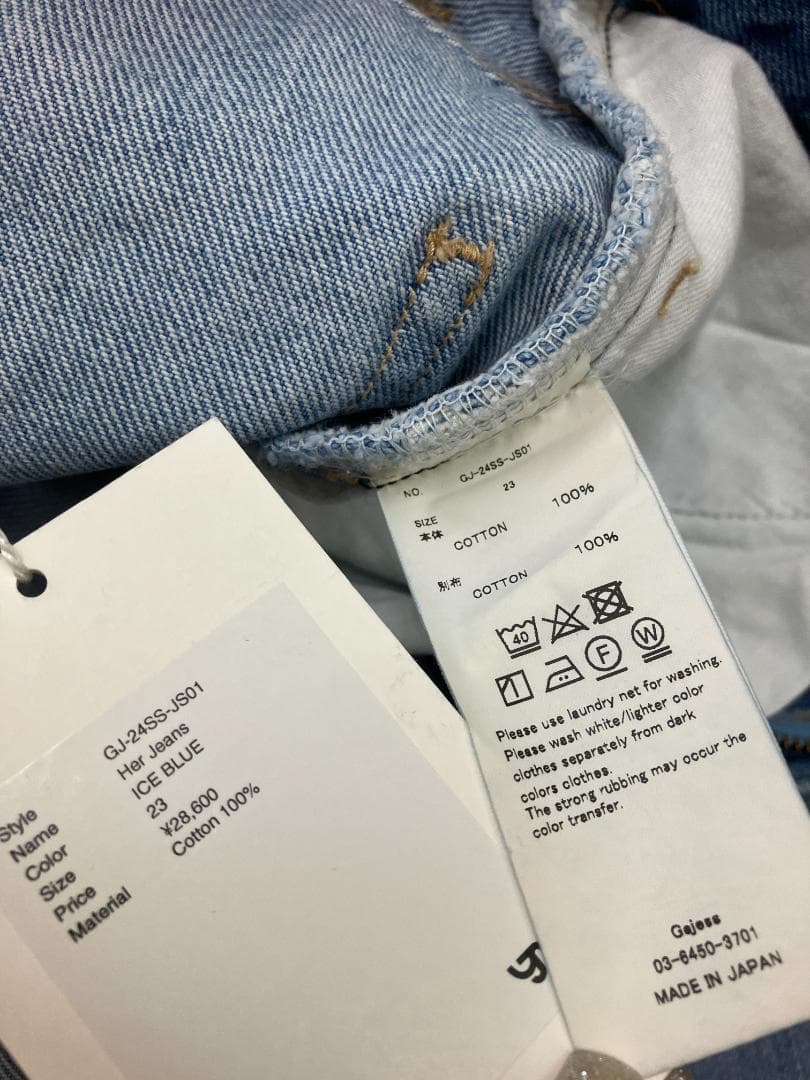 Style GJ-24SS-JS01
Name Her Jeans
Color ICE BLUE
Size 23
Price ¥28,600
Material Cotton 100%
NO. GJ-24SS-JS01
SIZE 23
本体 COTTON 100%
別布 COTTON 100%
40
F W
Please use laundry net for washing.
Please wash white/lighter color
clothes separately from dark
colors clothes.
The strong rubbing may occur the
color transfer.
Gajess
03-6450-3701
MADE IN JAPAN